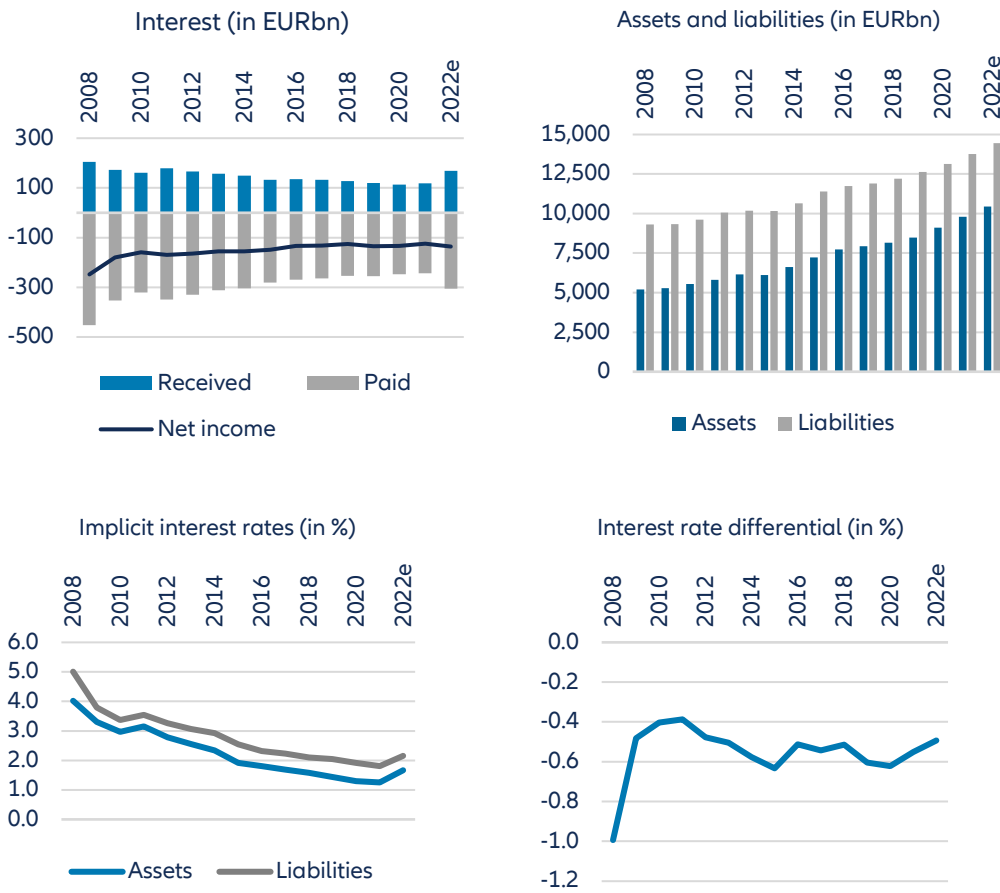 Interest (in EURbn)
2008 2010 2012 2014 2016 2018 2020 2022e
300
100
-100
-300
-500
Received Paid
Net income
Assets and liabilities (in EURbn)
2008 2010 2012 2014 2016 2018 2020 2022e
15,000
12,500
10,000
7,500
5,000
2,500
0
Assets Liabilities
Implicit interest rates (in %)
2008 2010 2012 2014 2016 2018 2020 2022e
6.0
5.0
4.0
3.0
2.0
1.0
0.0
Assets Liabilities
Interest rate differential (in %)
2008 2010 2012 2014 2016 2018 2020 2022e
0.0
-0.2
-0.4
-0.6
-0.8
-1.0
-1.2